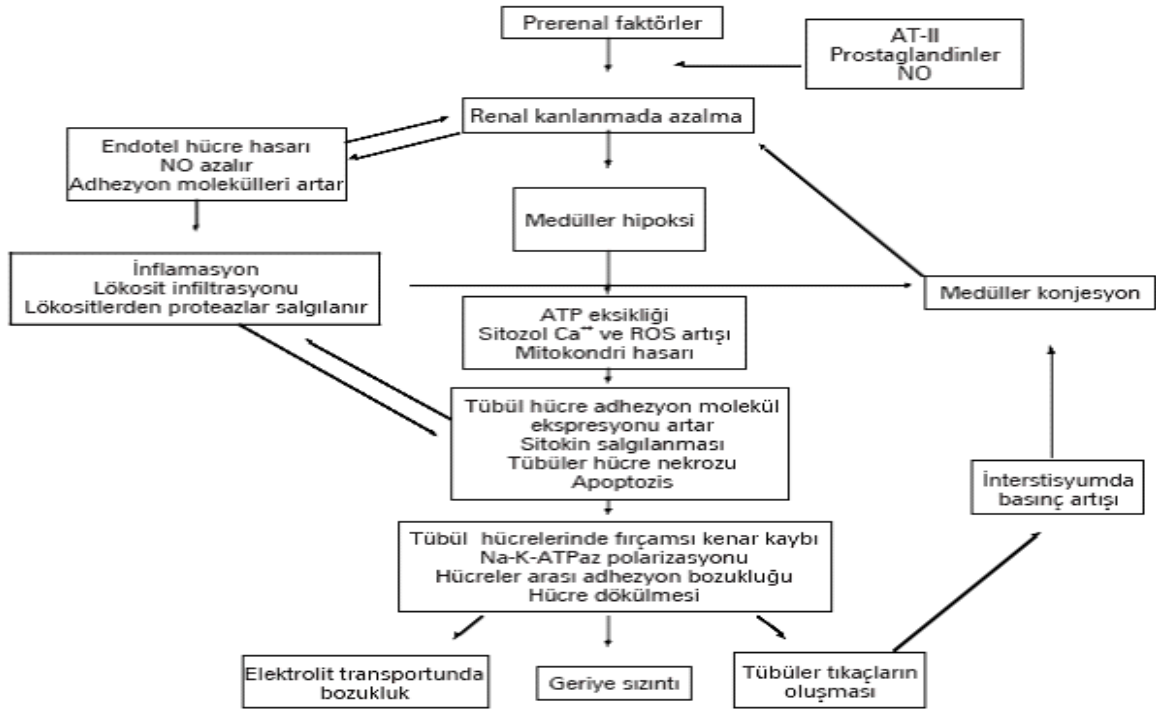 Prerenal faktörler
AT-II
Prostaglandinler
NO
Renal kanlanmada azalma
Endotel hücre hasarı
NO azalır
Adhezyon molekülleri artar
Medüller hipoksi
İnflamasyon
Lökosit infiltrasyonu
Lökositlerden proteazlar salgılanır
Medüller konjesyon
ATP eksikliği
Sitozol Ca⁺⁺ ve ROS artışı
Mitokondri hasarı
Tübül hücre adhezyon molekül
ekspresyonu artar
Sitokin salgılanması
Tübüler hücre nekrozu
Apoptozis
İnterstisyumda
basınç artışı
Tübül hücrelerinde fırçamsı kenar kaybı
Na-K-ATPaz polarizasyonu
Hücreler arası adhezyon bozukluğu
Hücre dökülmesi
Elektrolit transportunda
bozukluk
Geriye sızıntı
Tübüler tıkaçların
oluşması